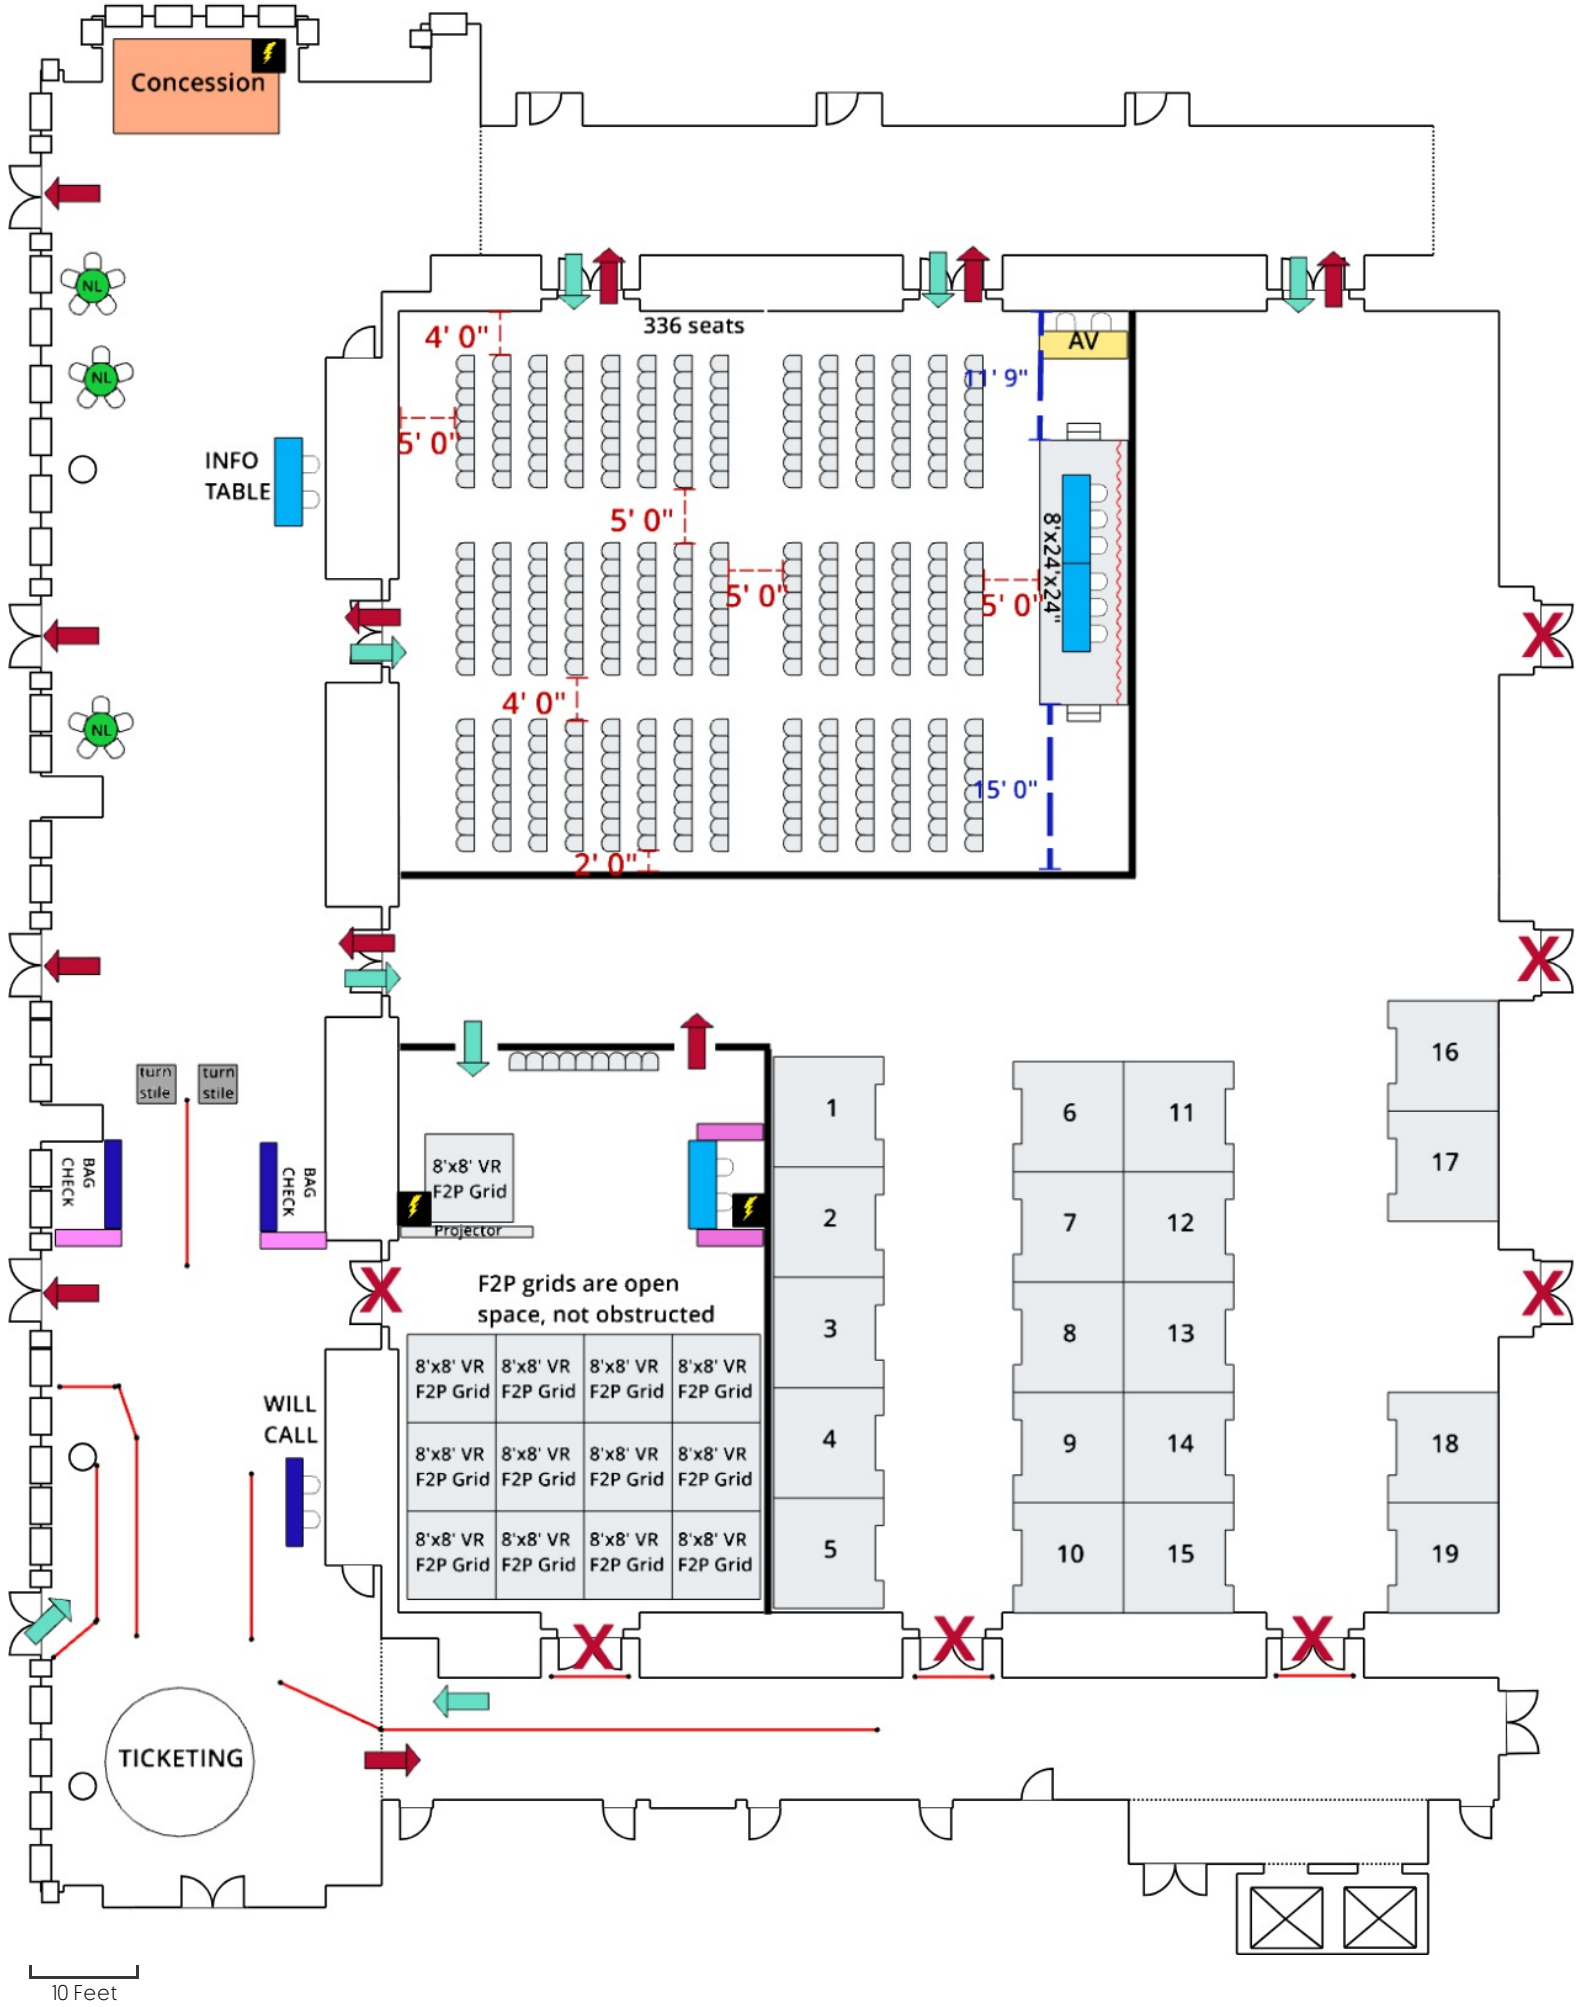 Concession
NL
336 seats
4' 0"
AV
11' 9"
NL
5' 0"
INFO
TABLE
5' 0"
8'x24'x24"
5' 0"
5' 0"
X
4' 0"
NL
15' 0"
2' 0"
X
turn
stile
turn
stile
BAG
CHECK
BAG
CHECK
8'x8' VR
F2P Grid
Projector
X
F2P grids are open
space, not obstructed
X
8'x8' VR
F2P Grid
8'x8' VR
F2P Grid
8'x8' VR
F2P Grid
8'x8' VR
F2P Grid
8'x8' VR
F2P Grid
8'x8' VR
F2P Grid
8'x8' VR
F2P Grid
8'x8' VR
F2P Grid
8'x8' VR
F2P Grid
8'x8' VR
F2P Grid
8'x8' VR
F2P Grid
8'x8' VR
F2P Grid
1
2
3
4
5
6
7
8
9
10
11
12
13
14
15
16
17
18
19
WILL
CALL
X
X
X
TICKETING
10 Feet